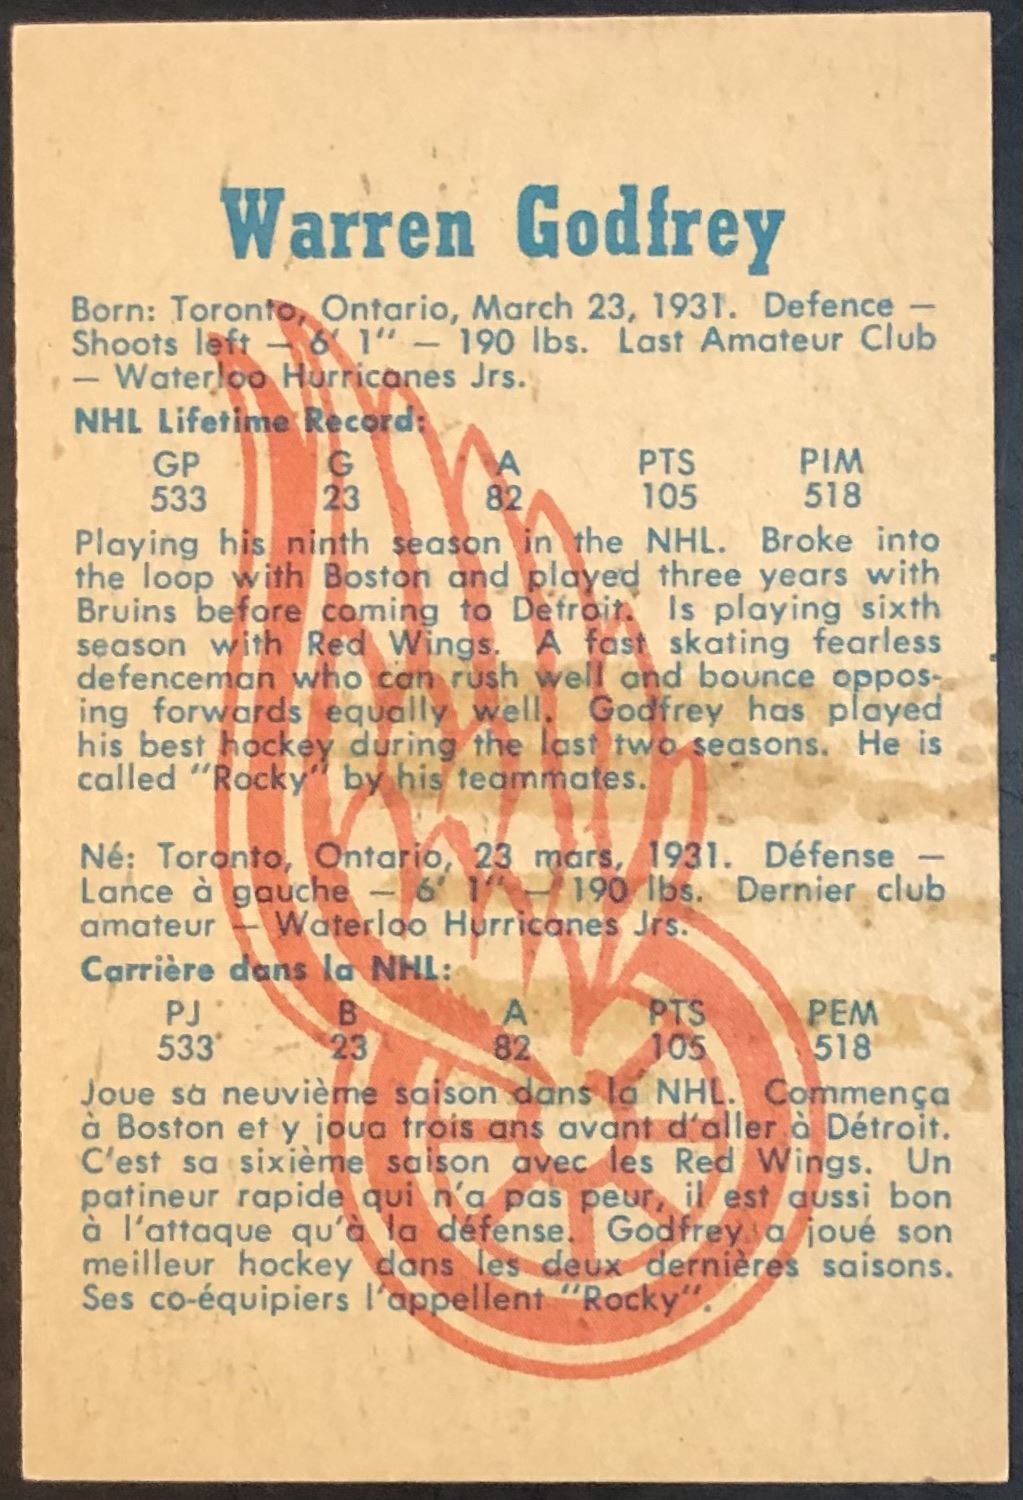 Warren Godfrey
Born: Toronto, Ontario, March 23, 1931. Defence —
Shoots left — 6' 1" — 190 lbs. Last Amateur Club
— Waterloo Hurricanes Jrs.
NHL Lifetime Record:
GP G A PTS PIM
533 23 82 105 518
Playing his ninth season in the NHL. Broke into
the loop with Boston and played three years with
Bruins before coming to Detroit. Is playing sixth
season with Red Wings. A fast skating fearless
defenceman who can rush well and bounce oppos-
ing forwards equally well. Godfrey has played
his best hockey during the last two seasons. He is
called "Rocky" by his teammates.
Né: Toronto, Ontario, 23 mars, 1931. Défense —
Lance à gauche — 6' 1" — 190 lbs. Dernier club
amateur — Waterloo Hurricanes Jrs.
Carrière dans la NHL:
PJ B A PTS PEM
533 23 82 105 518
Joue sa neuvième saison dans la NHL. Commença
à Boston et y joua trois ans avant d'aller à Détroit.
C'est sa sixième saison avec les Red Wings. Un
patineur rapide qui n'a pas peur, il est aussi bon
à l'attaque qu'à la défense. Godfrey a joué son
meilleur hockey dans les deux dernières saisons.
Ses co-équipiers l'appellent "Rocky".